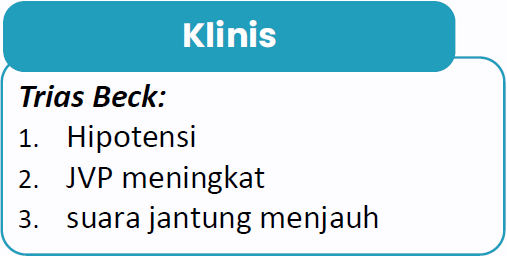 Klinis
Trias Beck:
1. Hipotensi
2. JVP meningkat
3. suara jantung menjauh